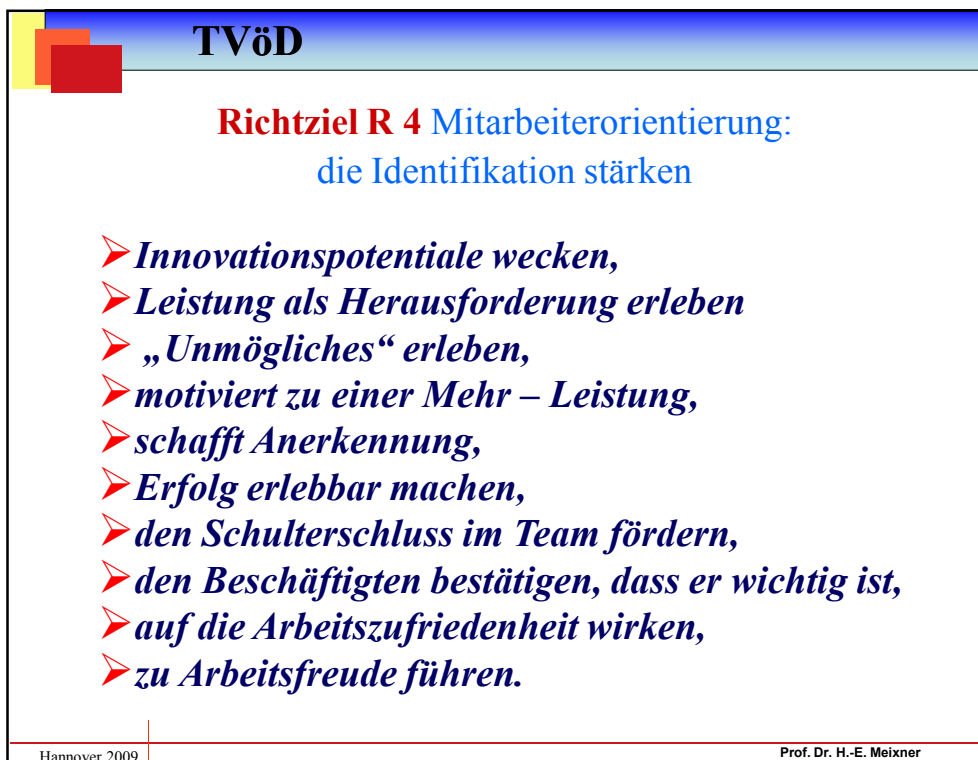 TVöD
Richtziel R 4 Mitarbeiterorientierung:
die Identifikation stärken
➢Innovationspotentiale wecken,
➢Leistung als Herausforderung erleben
➢ „Unmögliches“ erleben,
➢motiviert zu einer Mehr – Leistung,
➢schafft Anerkennung,
➢Erfolg erlebbar machen,
➢den Schulterschluss im Team fördern,
➢den Beschäftigten bestätigen, dass er wichtig ist,
➢auf die Arbeitszufriedenheit wirken,
➢zu Arbeitsfreude führen.
Hannover 2009
Prof. Dr. H.-E. Meixner